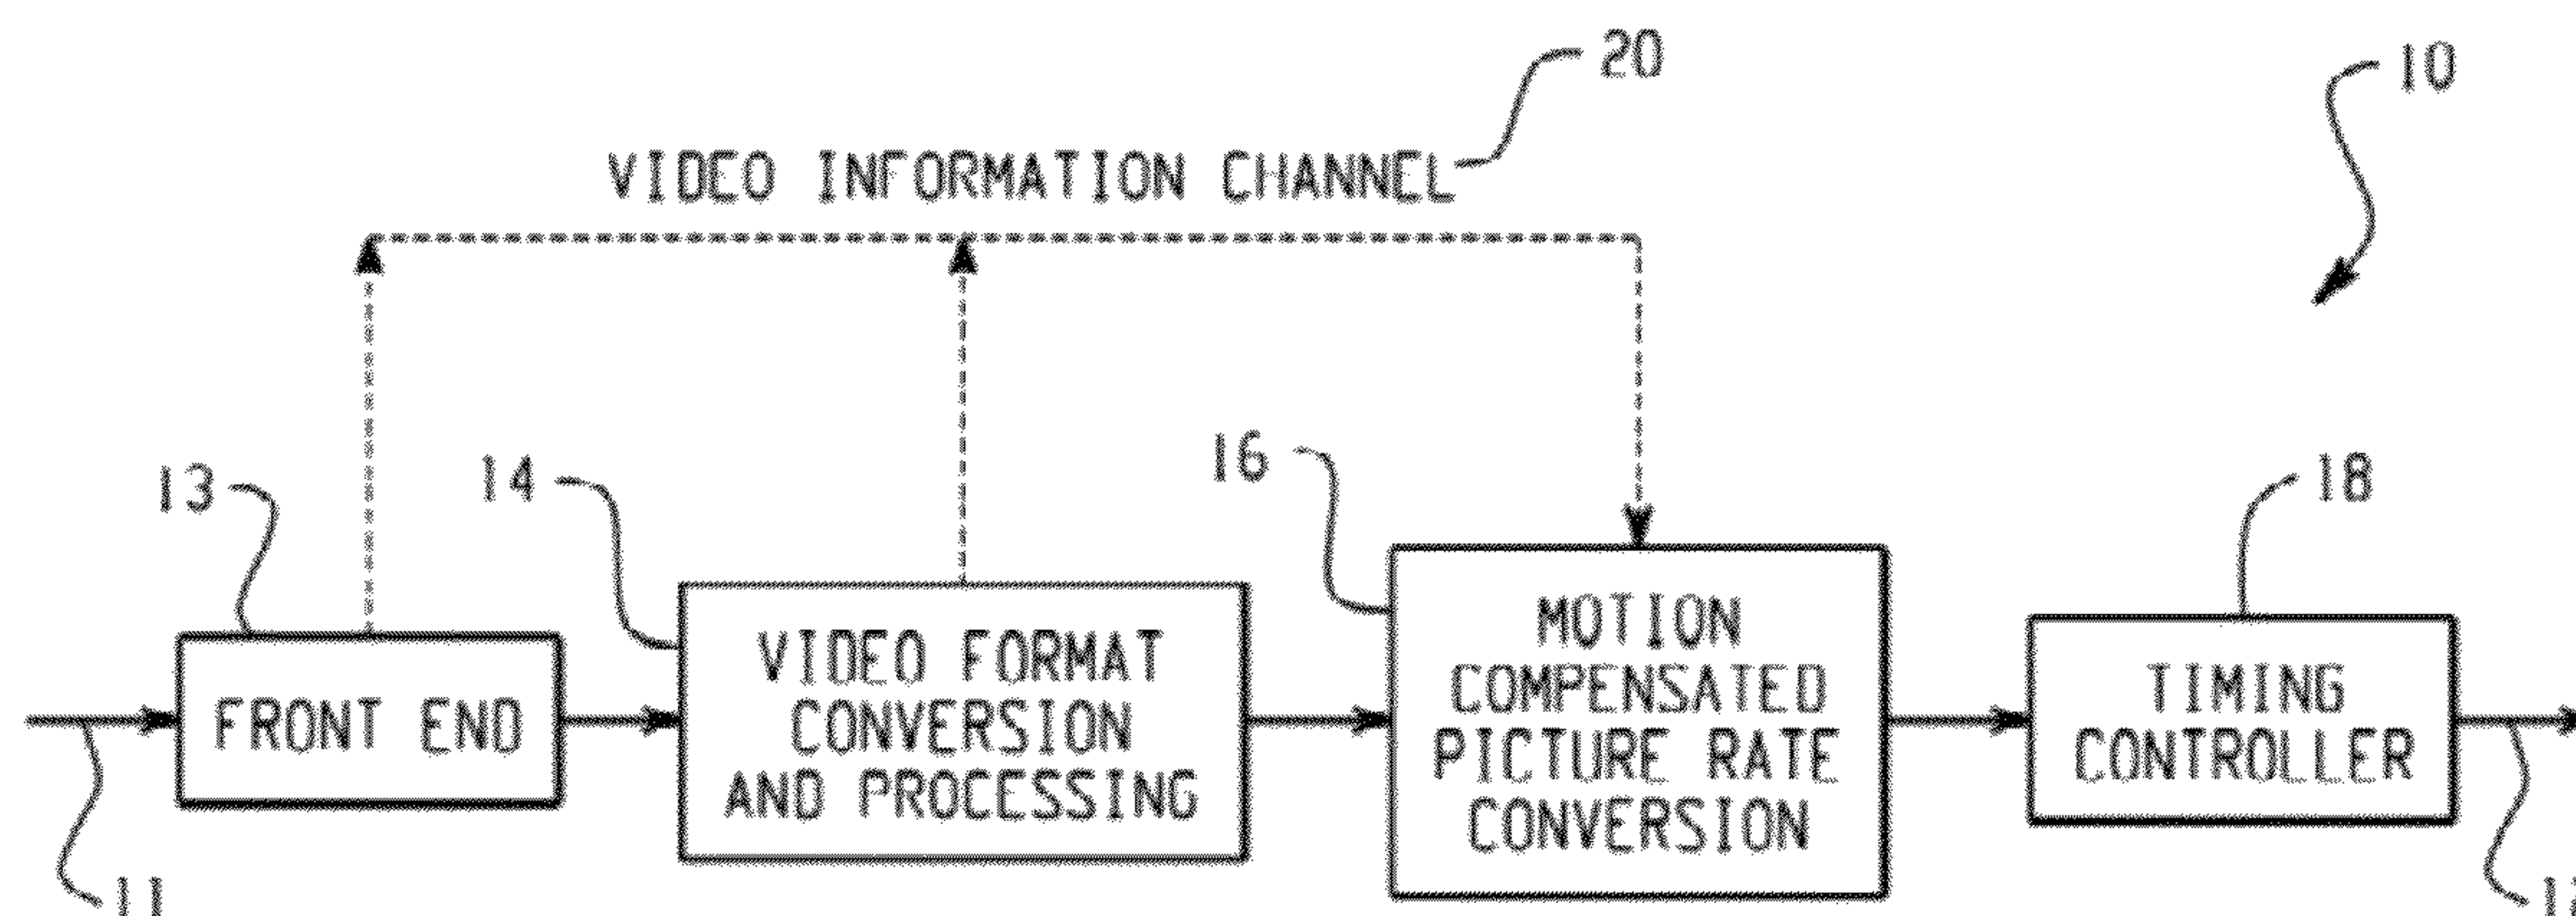 20
10
VIDEO INFORMATION CHANNEL
13
14
16
18
FRONT END
VIDEO FORMAT
CONVERSION
AND PROCESSING
MOTION
COMPENSATED
PICTURE RATE
CONVERSION
TIMING
CONTROLLER
11